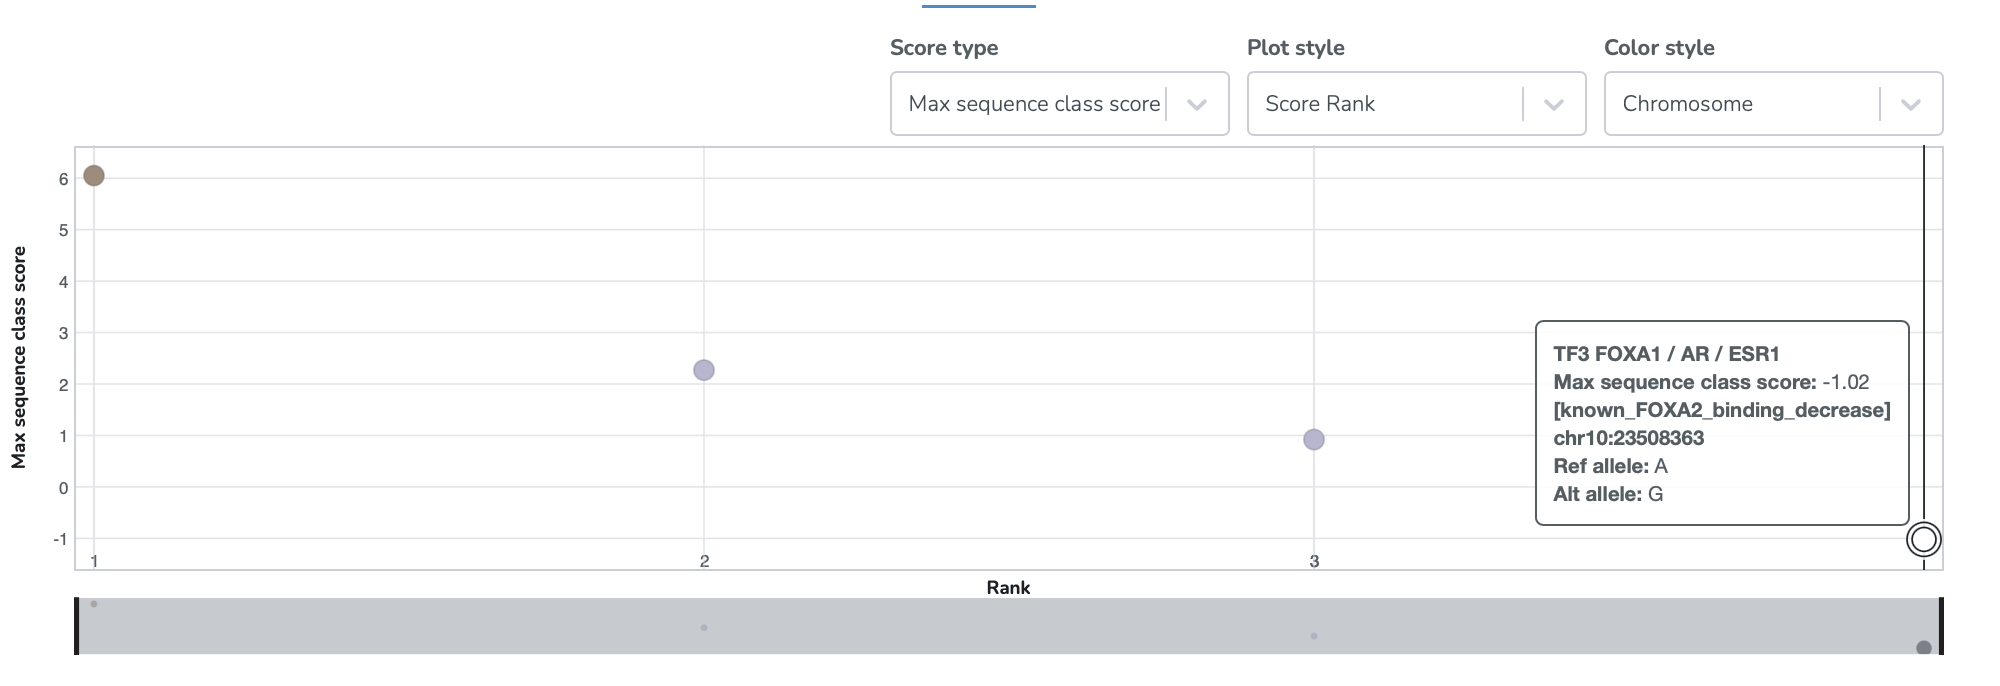 Score type
Plot style
Color style
Max sequence class score
Score Rank
Chromosome
Max sequence class score
6
5
4
3
2
1
0
-1
TF3 FOXA1 / AR / ESR1
Max sequence class score: -1.02
[known_FOXA2_binding_decrease]
chr10:23508363
Ref allele: A
Alt allele: G
1
2
3
Rank